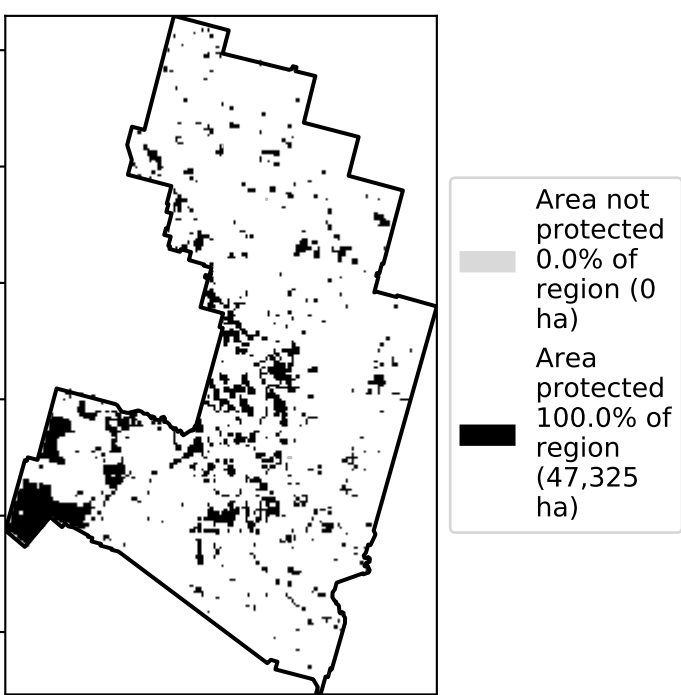 Area not
protected
0.0% of
region (0
ha)
Area
protected
100.0% of
region
(47,325
ha)